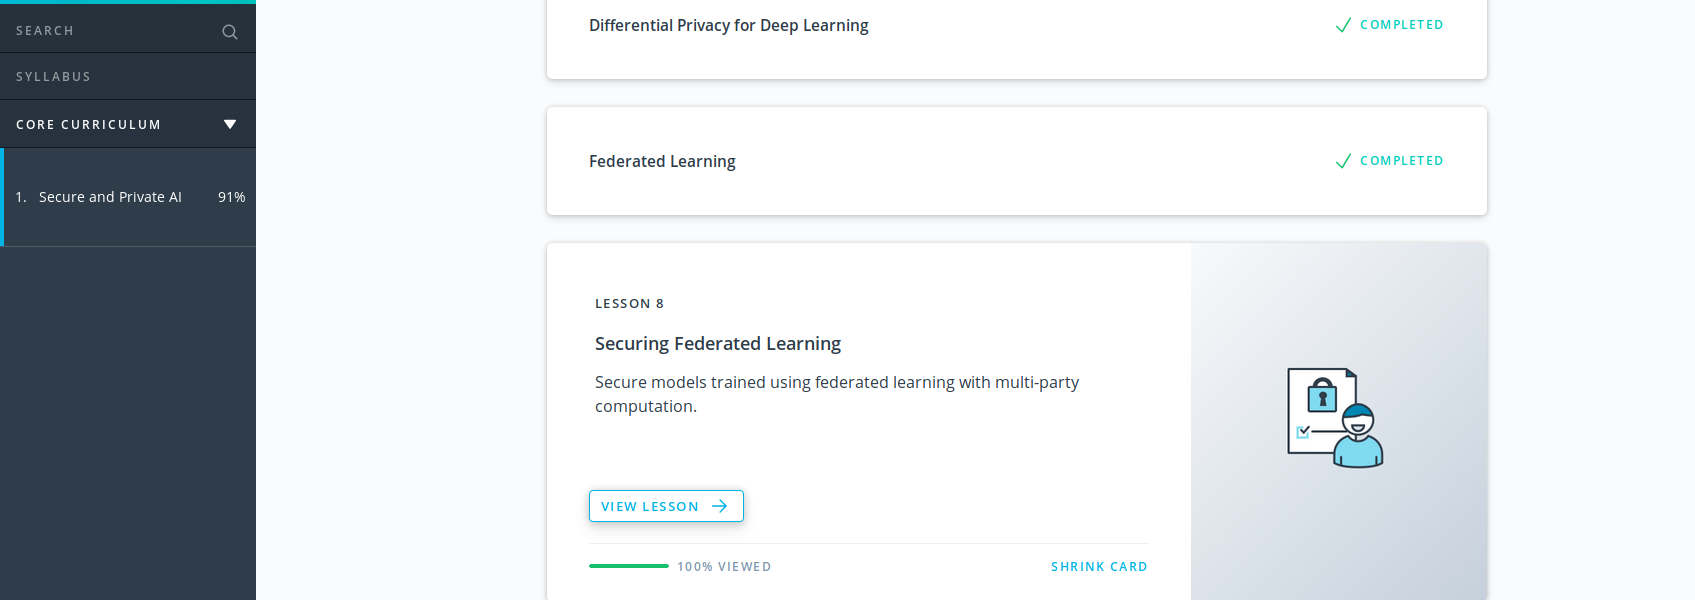 SEARCH
SYLLABUS
CORE CURRICULUM
1. Secure and Private AI 91%
Differential Privacy for Deep Learning COMPLETED
Federated Learning COMPLETED
LESSON 8
Securing Federated Learning
Secure models trained using federated learning with multi-party
computation.
VIEW LESSON
100% VIEWED SHRINK CARD